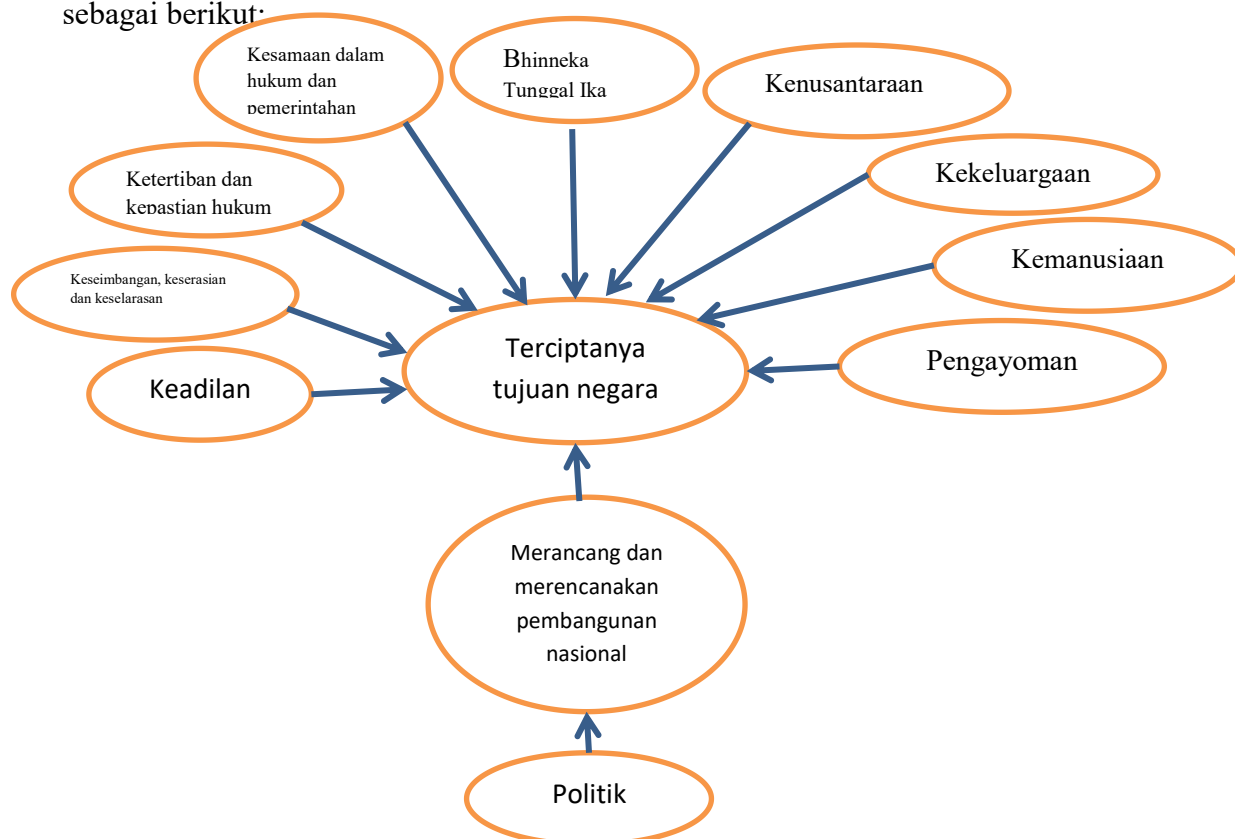 sebagai berikut:
Kesamaan dalam
hukum dan
pemerintahan
Bhinneka
Tunggal Ika
Kenusantaraan
Ketertiban dan
kepastian hukum
Kekeluargaan
Keseimbangan, keserasian
dan keselarasan
Kemanusiaan
Keadilan
Terciptanya
tujuan negara
Pengayoman
Merancang dan
merencanakan
pembangunan
nasional
Politik